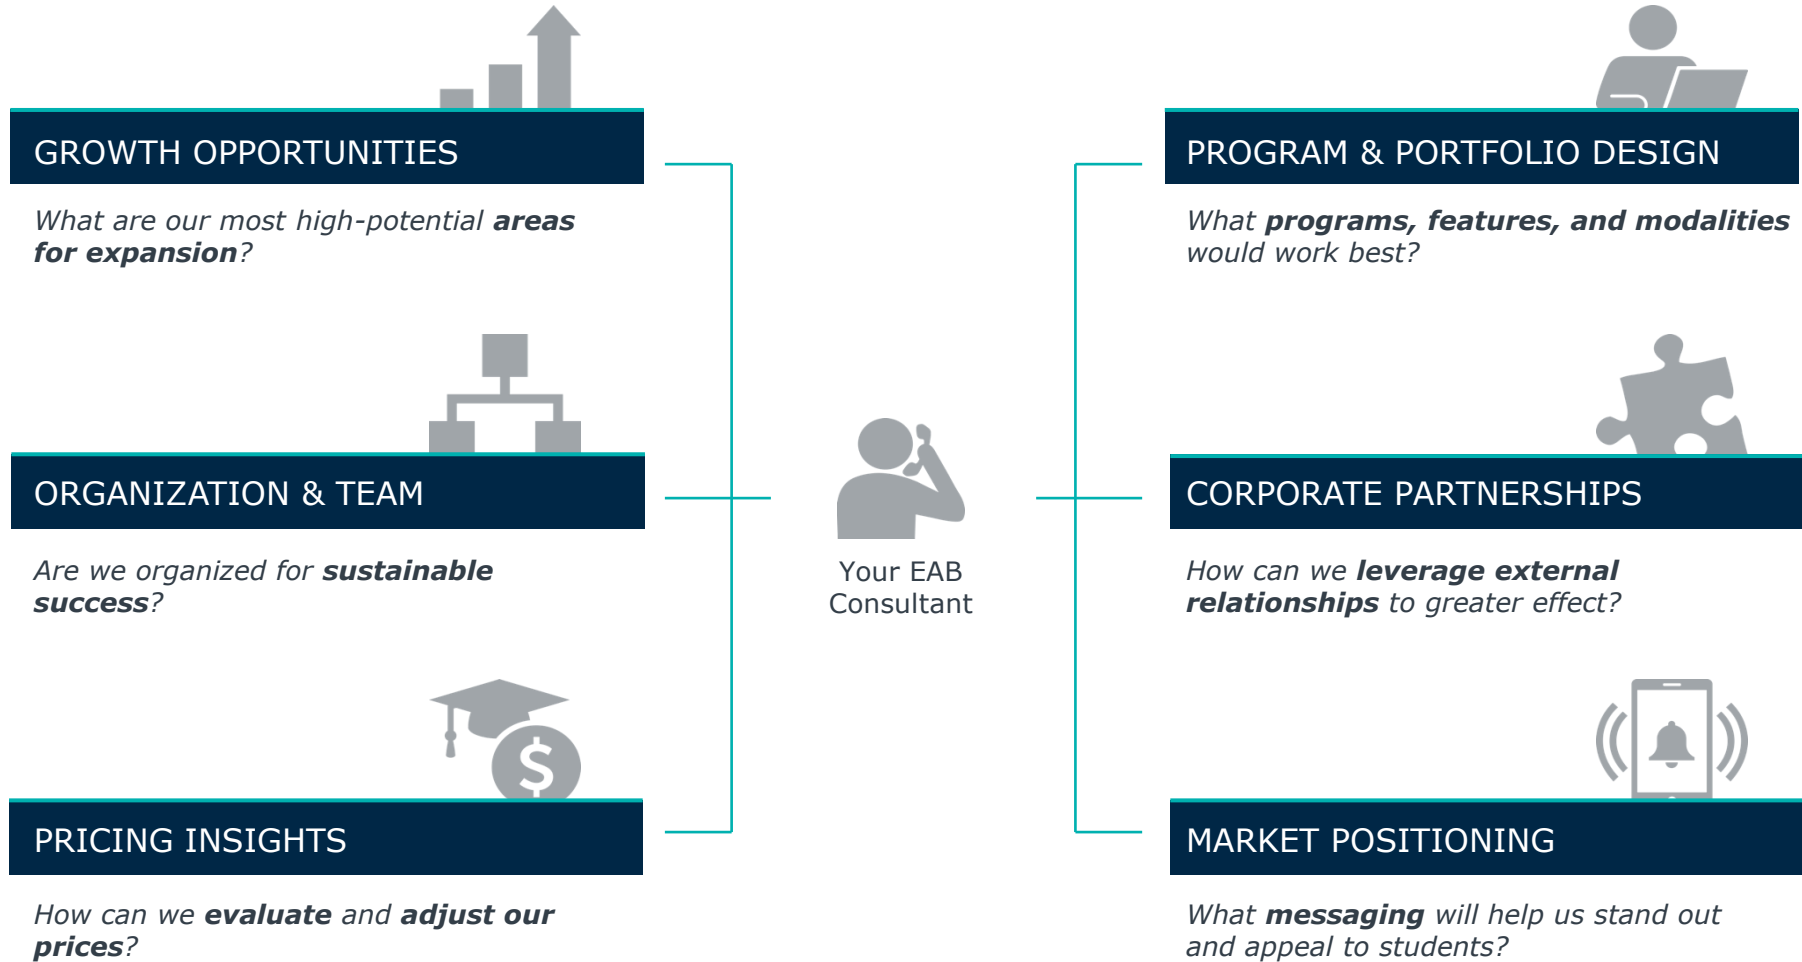 GROWTH OPPORTUNITIES
What are our most high-potential areas
for expansion?
ORGANIZATION & TEAM
Are we organized for sustainable
success?
$
PRICING INSIGHTS
How can we evaluate and adjust our
prices?
Your EAB
Consultant
PROGRAM & PORTFOLIO DESIGN
What programs, features, and modalities
would work best?
CORPORATE PARTNERSHIPS
How can we leverage external
relationships to greater effect?
MARKET POSITIONING
What messaging will help us stand out
and appeal to students?